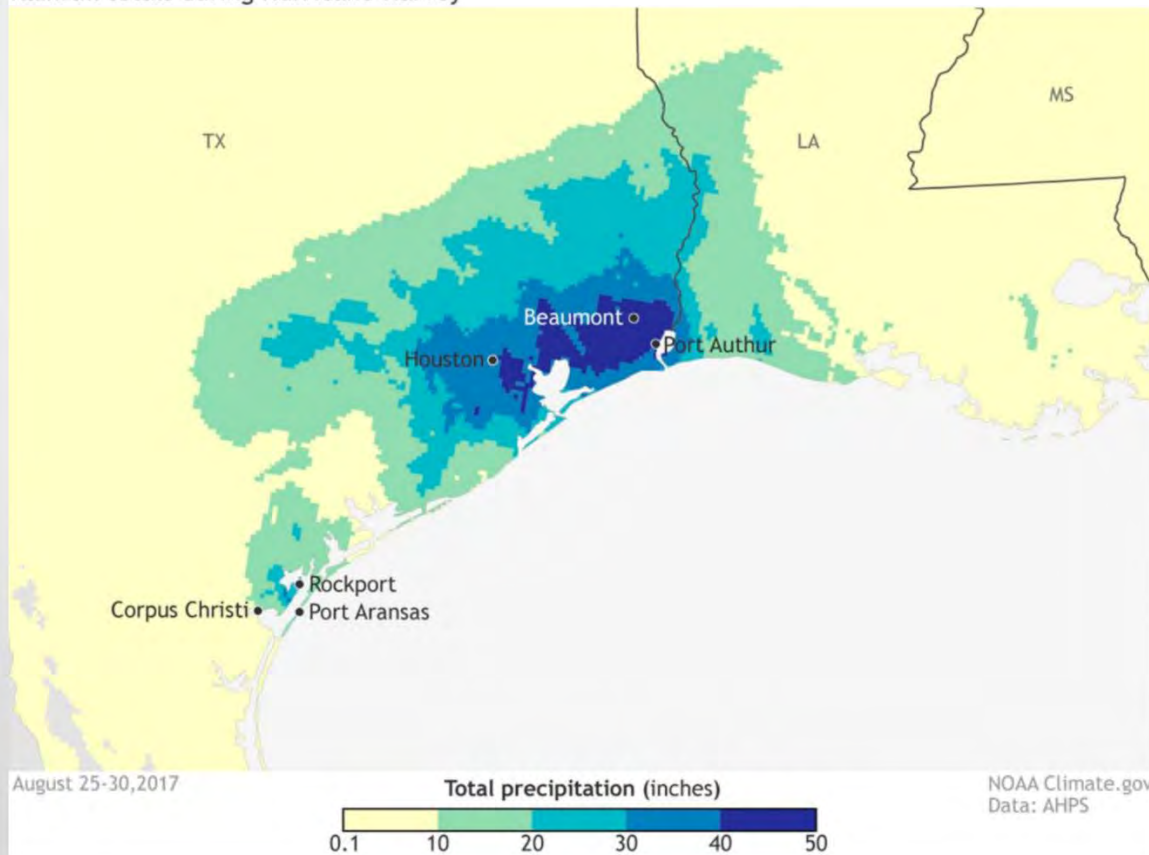 TX
LA
MS
Beaumont
Houston
Port Authur
Rockport
Corpus Christi
Port Aransas
August 25-30,2017
Total precipitation (inches)
NOAA Climate.gov
Data: AHPS
0.1 10 20 30 40 50